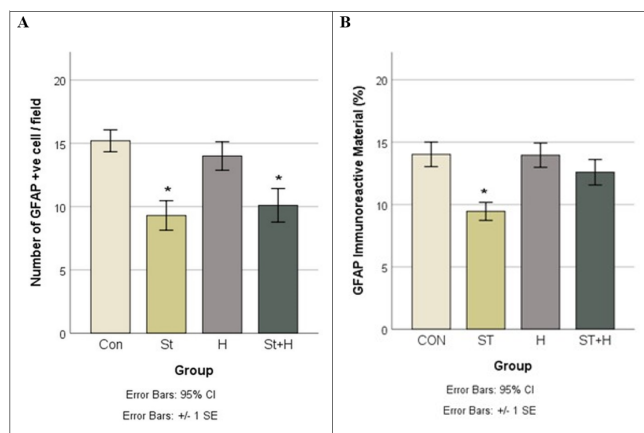 A
Number of GFAP +ve cell / field
20
15
10
5
0
*
*
Con St H St+H
Group
Error Bars: 95% CI
Error Bars: +/- 1 SE
B
GFAP Immunoreactive Material (%)
20
15
10
5
0
*
CON ST H ST+H
Group
Error Bars: 95% CI
Error Bars: +/- 1 SE